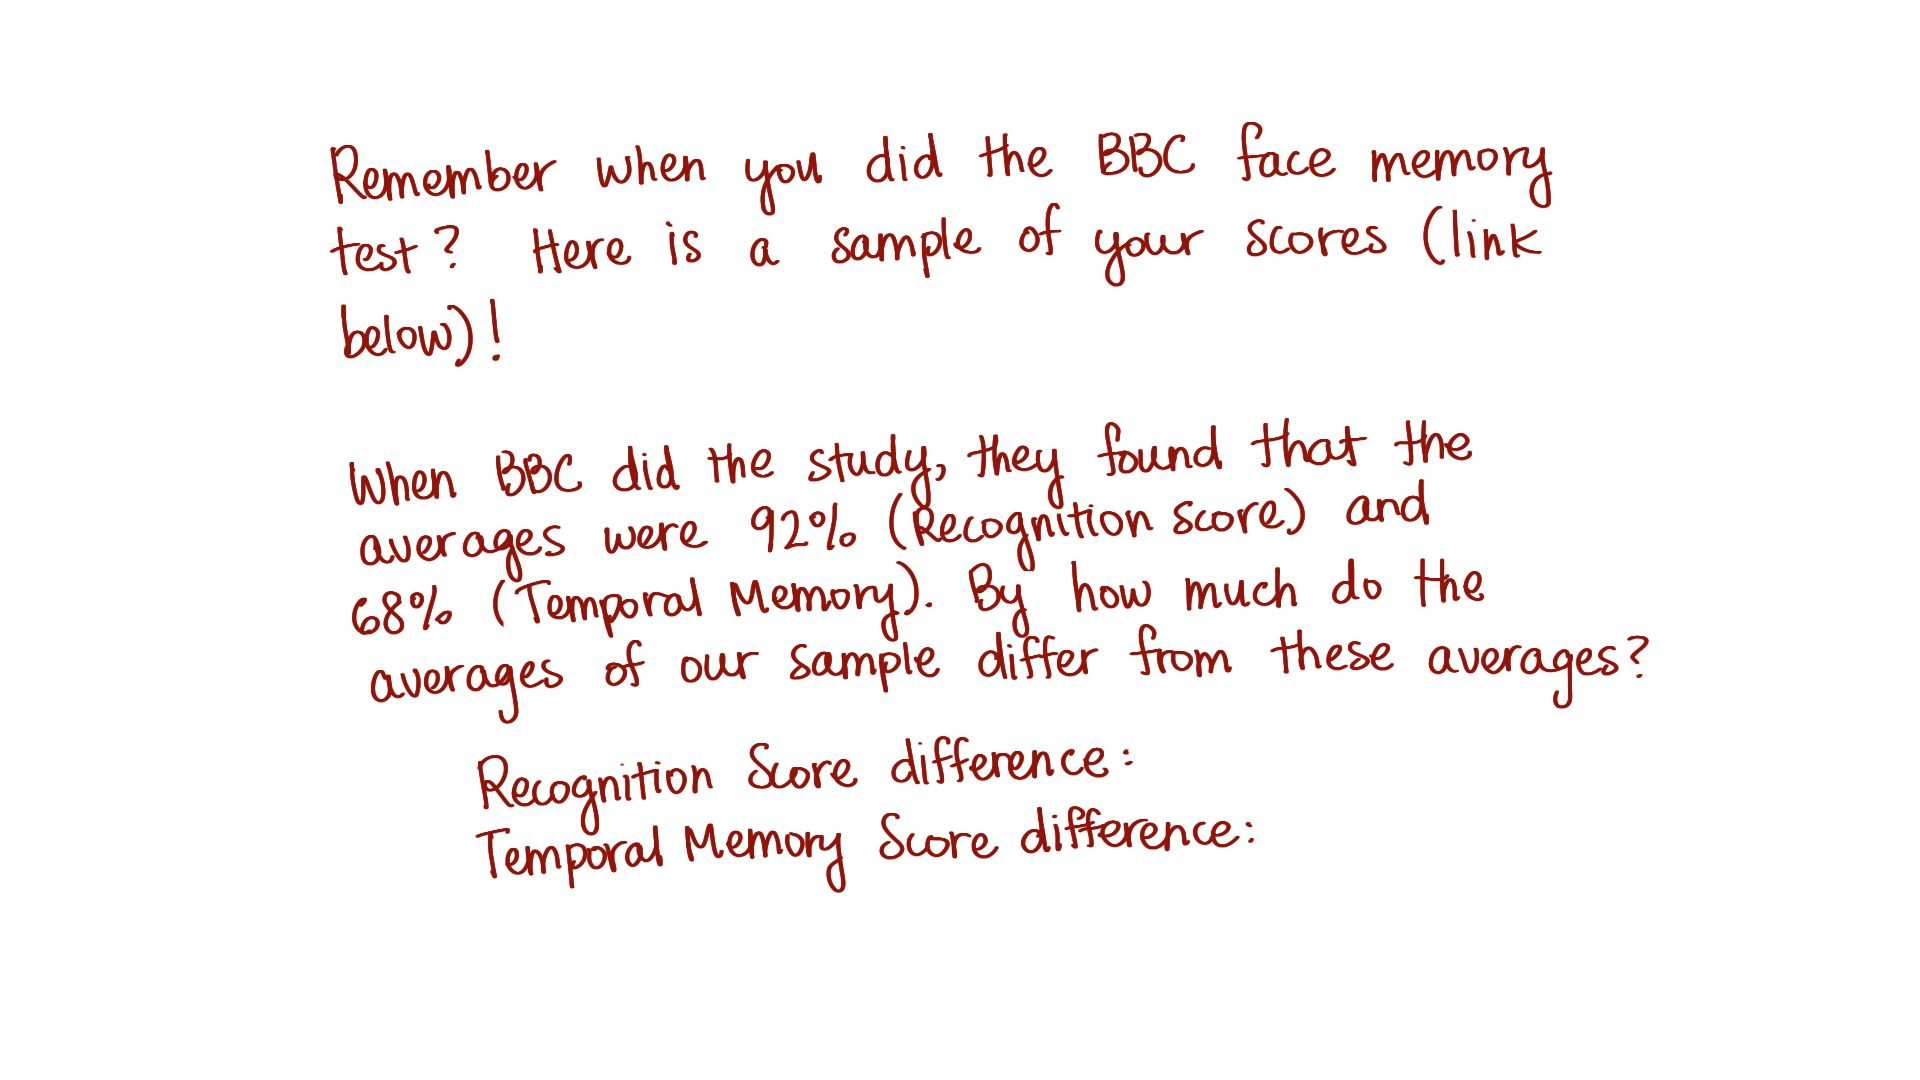 Remember when you did the BBC face memory
test? Here is a sample of your scores (link
below)!
When BBC did the study, they found that the
averages were 92% (Recognition score) and
68% (Temporal Memory). By how much do the
averages of our sample differ from these averages?
Recognition Score difference:
Temporal Memory Score difference: